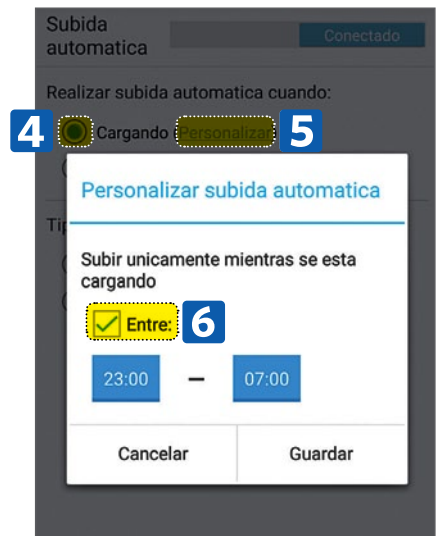 Subida
automatica
Conectado
Realizar subida automatica cuando:
4
Cargando (Personalizar)
5
Personalizar subida automatica
Tip
Subir unicamente mientras se esta
cargando
Entre:
6
23:00 – 07:00
Cancelar Guardar